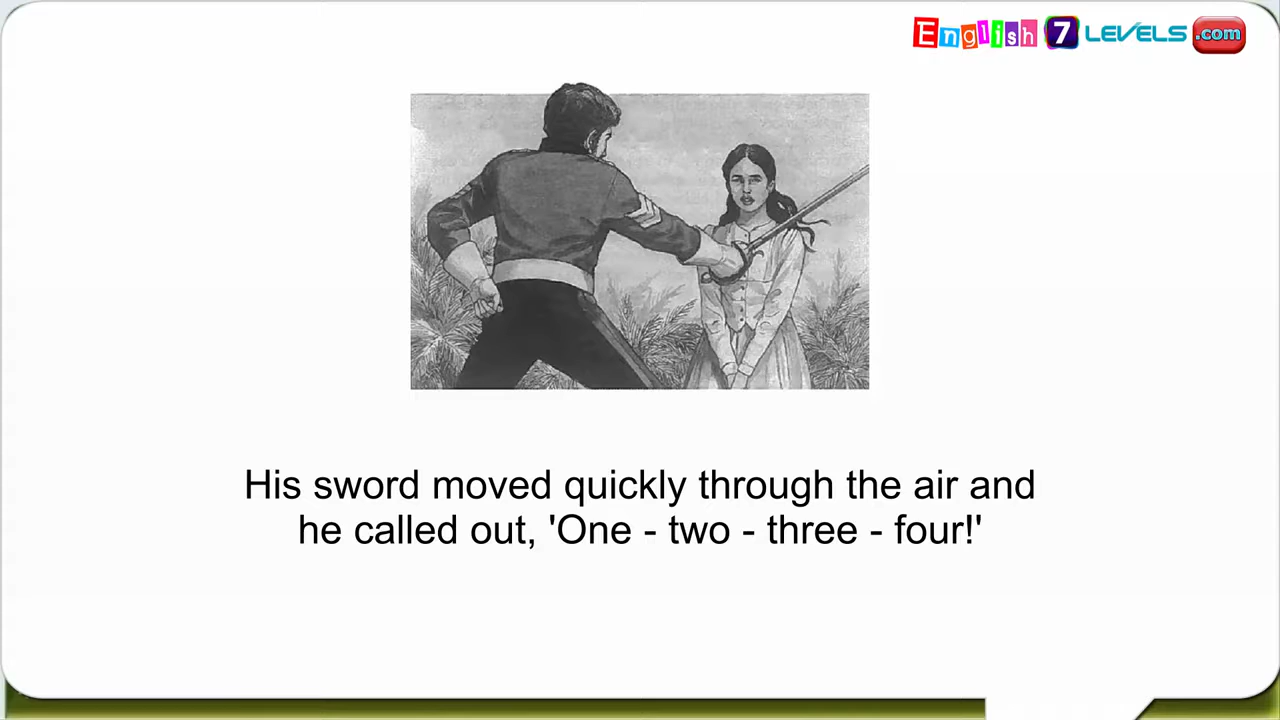 English 7 LEVELS .com
His sword moved quickly through the air and
he called out, 'One - two - three - four!'